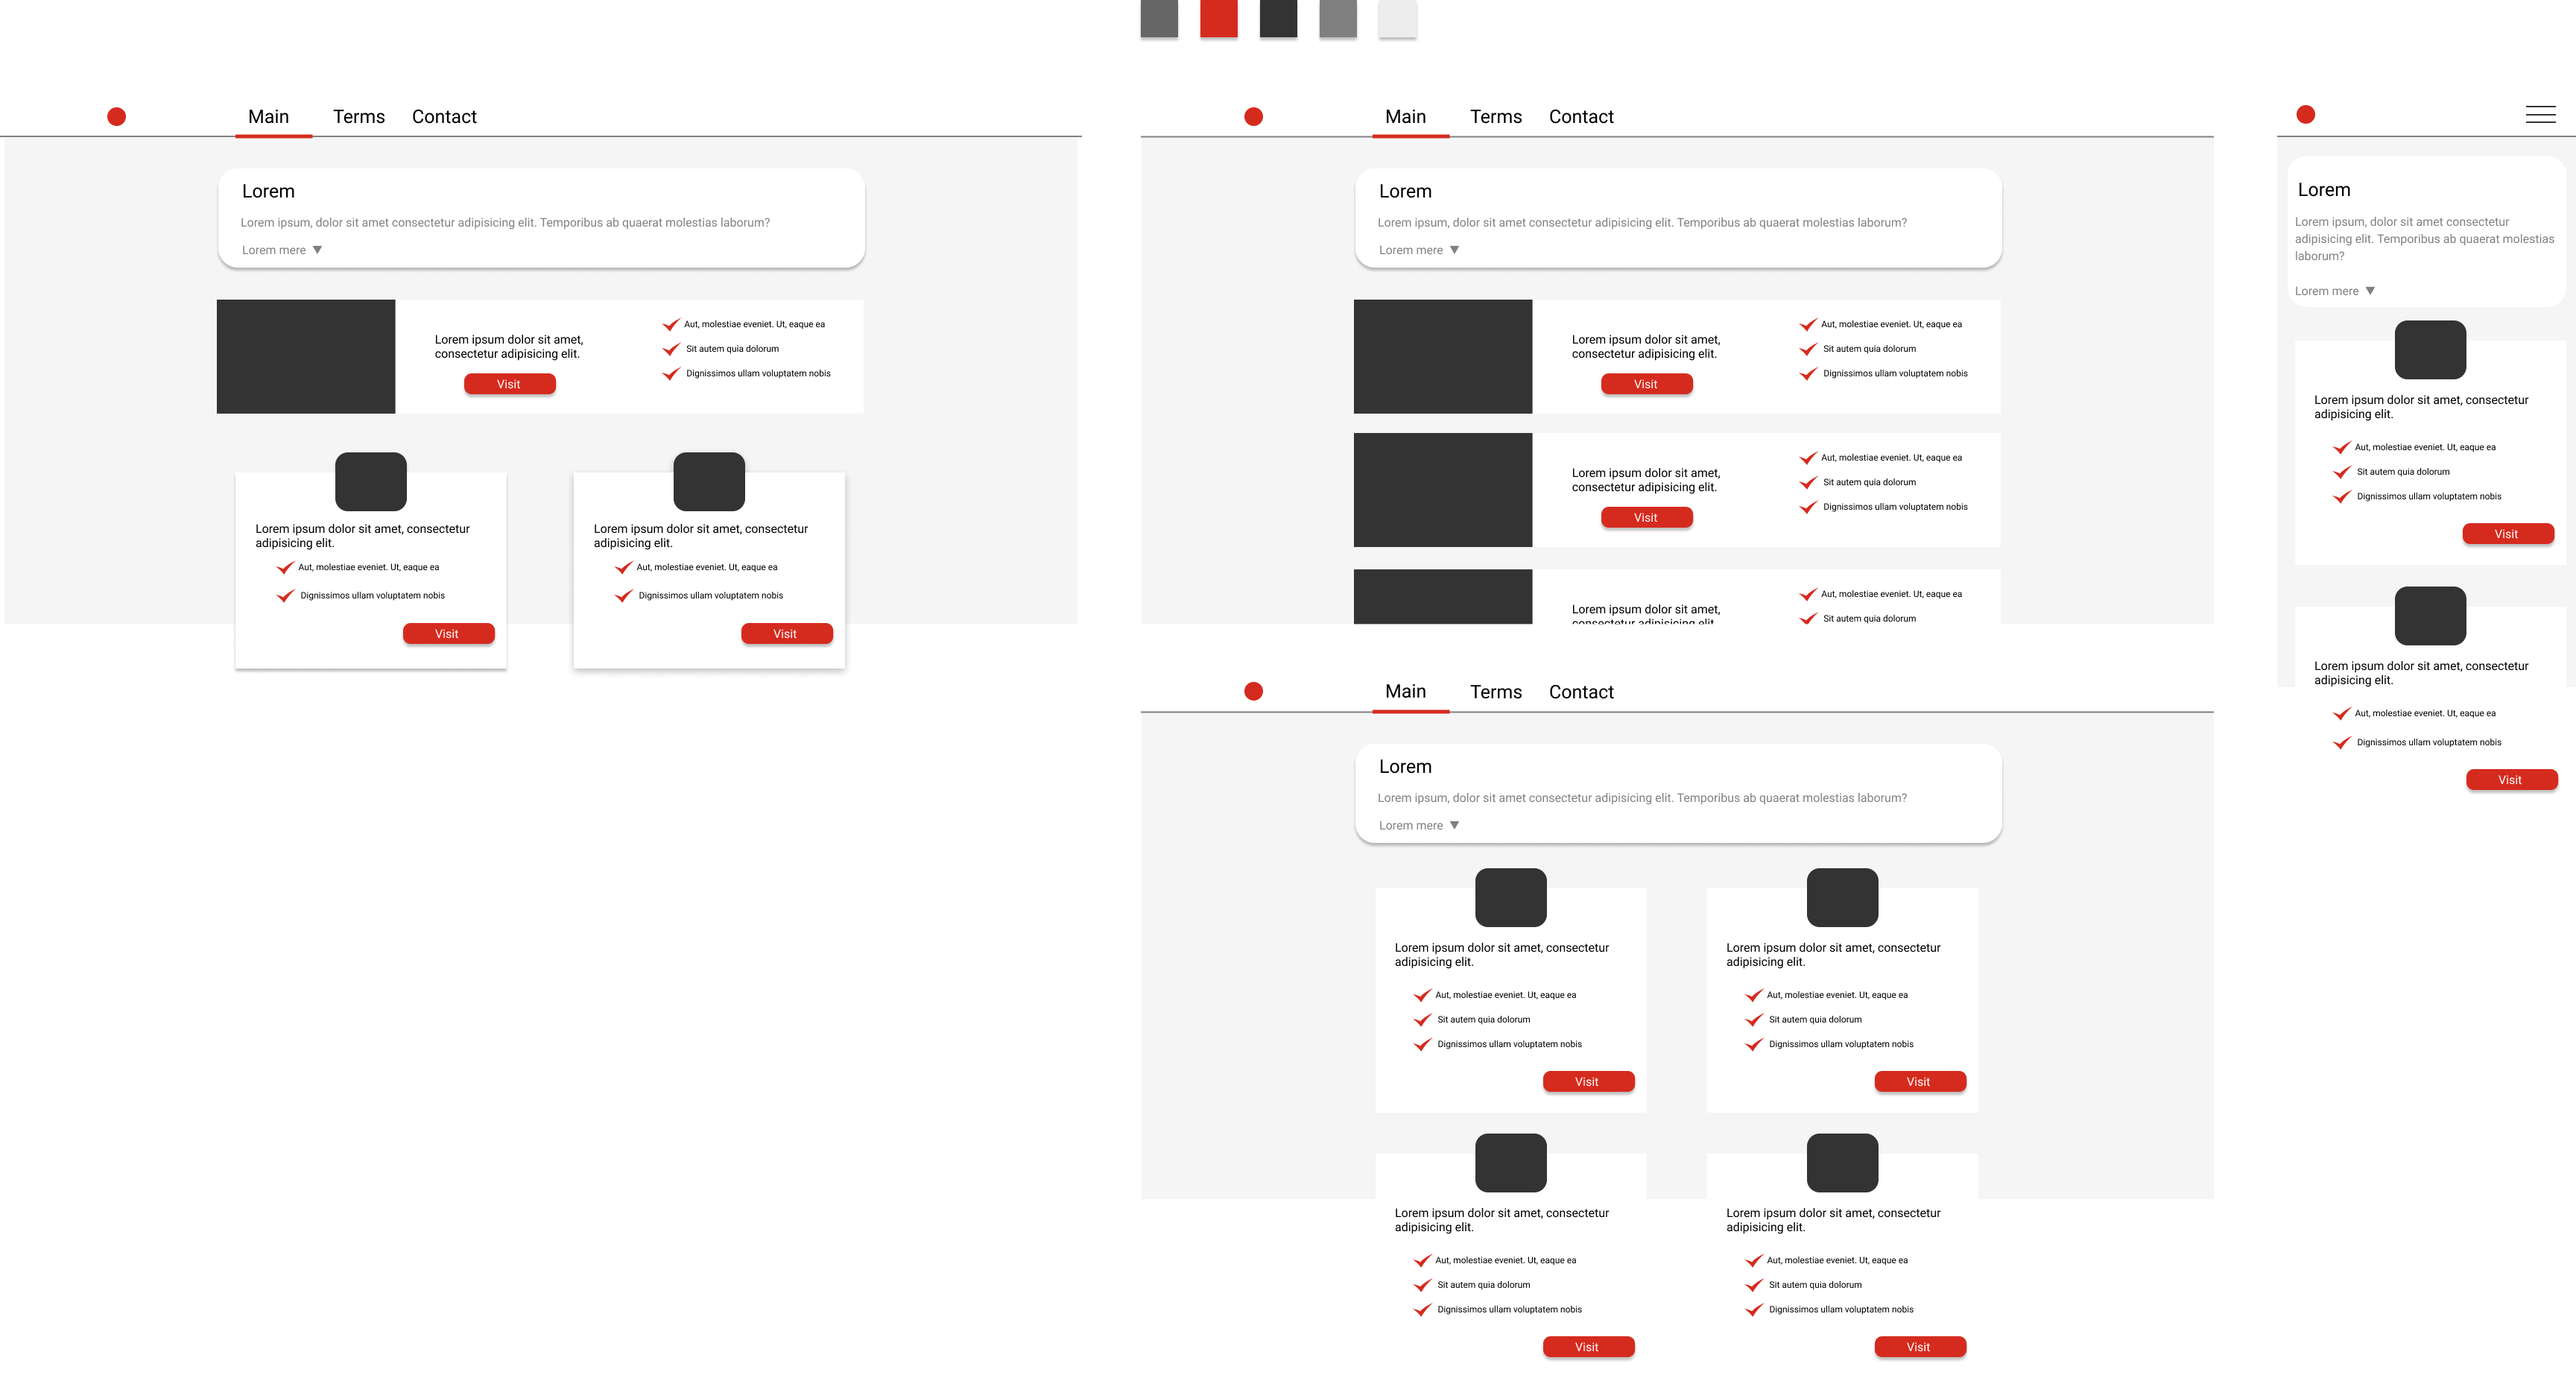 Main Terms Contact
Lorem
Lorem ipsum, dolor sit amet consectetur adipisicing elit. Temporibus ab quaerat molestias laborum?
Lorem mere
Lorem ipsum dolor sit amet,
consectetur adipisicing elit.
Visit
Aut, molestiae eveniet. Ut, eaque ea
Sit autem quia dolorum
Dignissimos ullam voluptatem nobis
Lorem ipsum dolor sit amet, consectetur
adipisicing elit.
Aut, molestiae eveniet. Ut, eaque ea
Dignissimos ullam voluptatem nobis
Visit
Lorem ipsum dolor sit amet, consectetur
adipisicing elit.
Aut, molestiae eveniet. Ut, eaque ea
Dignissimos ullam voluptatem nobis
Visit
Main Terms Contact
Lorem
Lorem ipsum, dolor sit amet consectetur adipisicing elit. Temporibus ab quaerat molestias laborum?
Lorem mere
Lorem ipsum dolor sit amet,
consectetur adipisicing elit.
Visit
Aut, molestiae eveniet. Ut, eaque ea
Sit autem quia dolorum
Dignissimos ullam voluptatem nobis
Lorem ipsum dolor sit amet,
consectetur adipisicing elit.
Visit
Aut, molestiae eveniet. Ut, eaque ea
Sit autem quia dolorum
Dignissimos ullam voluptatem nobis
Lorem ipsum dolor sit amet,
consectetur adipisicing elit.
Aut, molestiae eveniet. Ut, eaque ea
Sit autem quia dolorum
Main Terms Contact
Lorem
Lorem ipsum, dolor sit amet consectetur adipisicing elit. Temporibus ab quaerat molestias laborum?
Lorem mere
Lorem ipsum dolor sit amet, consectetur
adipisicing elit.
Aut, molestiae eveniet. Ut, eaque ea
Sit autem quia dolorum
Dignissimos ullam voluptatem nobis
Visit
Lorem ipsum dolor sit amet, consectetur
adipisicing elit.
Aut, molestiae eveniet. Ut, eaque ea
Sit autem quia dolorum
Dignissimos ullam voluptatem nobis
Visit
Lorem ipsum dolor sit amet, consectetur
adipisicing elit.
Aut, molestiae eveniet. Ut, eaque ea
Sit autem quia dolorum
Dignissimos ullam voluptatem nobis
Visit
Lorem ipsum dolor sit amet, consectetur
adipisicing elit.
Aut, molestiae eveniet. Ut, eaque ea
Sit autem quia dolorum
Dignissimos ullam voluptatem nobis
Visit
Lorem
Lorem ipsum, dolor sit amet consectetur
adipisicing elit. Temporibus ab quaerat molestias
laborum?
Lorem mere
Lorem ipsum dolor sit amet, consectetur
adipisicing elit.
Aut, molestiae eveniet. Ut, eaque ea
Sit autem quia dolorum
Dignissimos ullam voluptatem nobis
Visit
Lorem ipsum dolor sit amet, consectetur
adipisicing elit.
Aut, molestiae eveniet. Ut, eaque ea
Dignissimos ullam voluptatem nobis
Visit